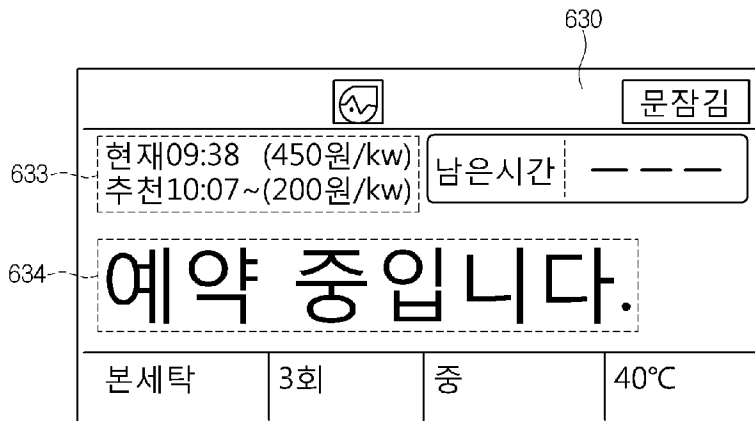 630
문잠김
633
현재09:38 (450원/kw)
추천10:07~(200원/kw)
남은시간 ― ― ―
634
예약 중입니다.
본세탁 3회 중 40℃